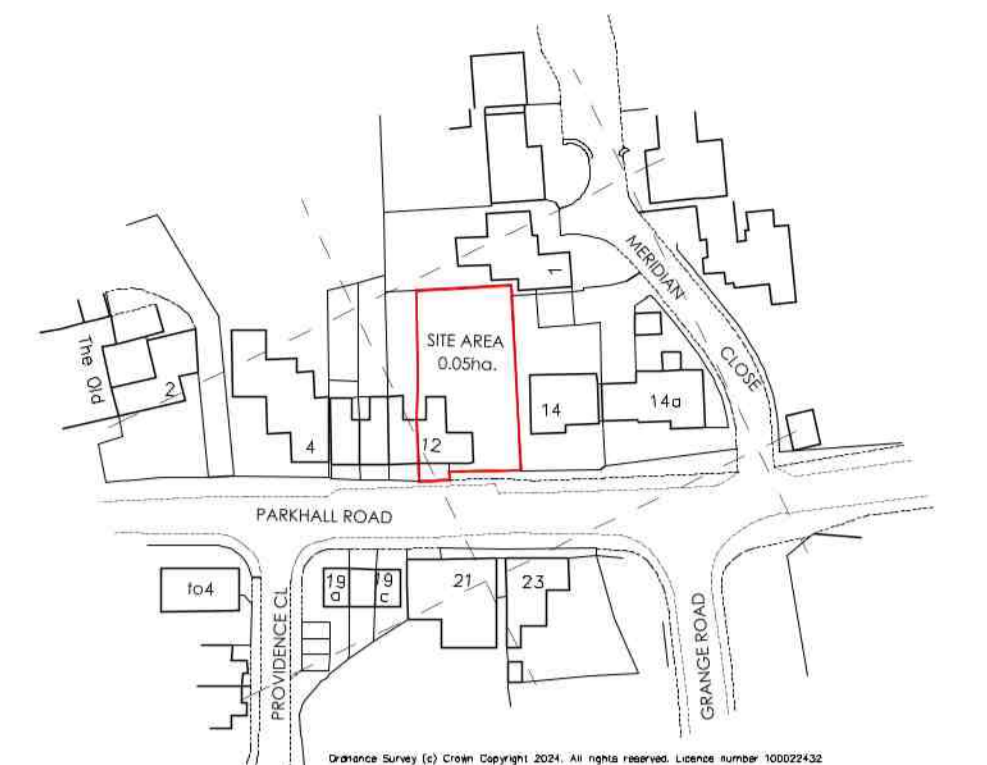 1
MERIDIAN
CLOSE
SITE AREA
0.05ha.
The Old
2
4
12
14
14a
PARKHALL ROAD
to4
19
a
19
c
21
23
PROVIDENCE CL
GRANGE ROAD
Ordnance Survey (c) Crown Copyright 2024. All rights reserved. Licence number 100022432